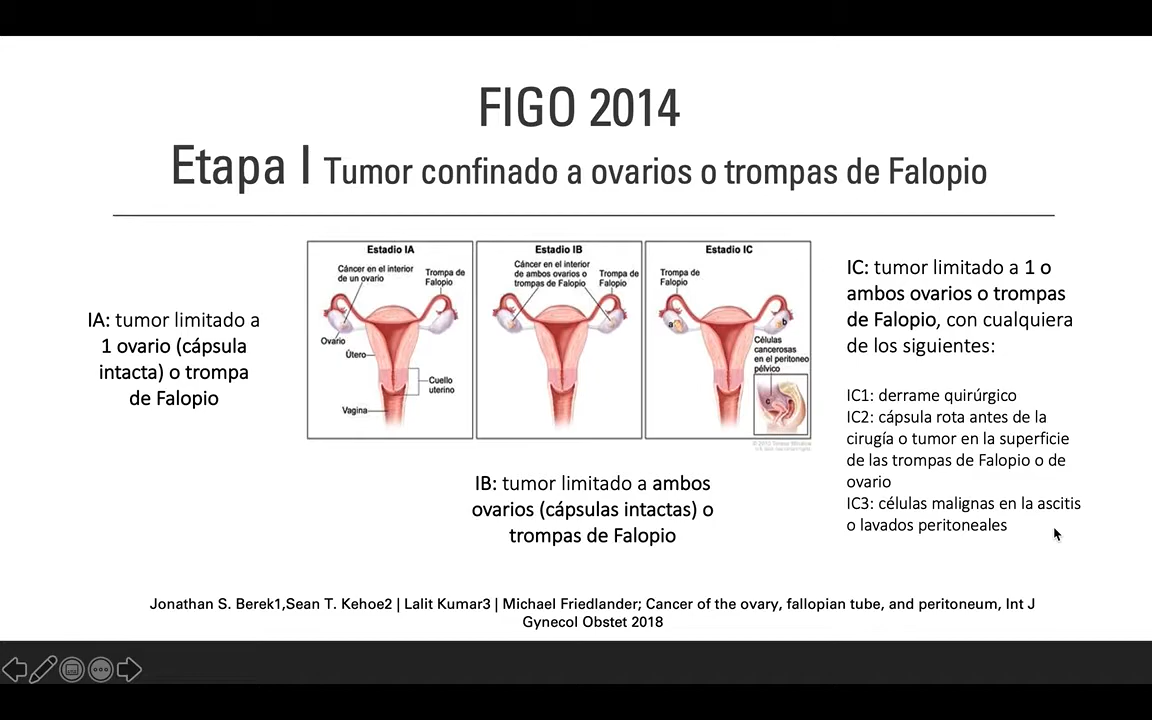 FIGO 2014
Etapa I Tumor confinado a ovarios o trompas de Falopio
IA: tumor limitado a
1 ovario (cápsula
intacta) o trompa
de Falopio
Estadio IA
Cáncer en el interior
de un ovario
Trompa de
Falopio
Ovario
Útero
Cuello
uterino
Vagina
Estadio IB
Cáncer en el interior
de ambos ovarios o
trompas de Falopio
Trompa de
Falopio
Estadio IC
Trompa de
Falopio
a
b
Células
cancerosas
en el peritoneo
pélvico
c
IB: tumor limitado a ambos
ovarios (cápsulas intactas) o
trompas de Falopio
IC: tumor limitado a 1 o
ambos ovarios o trompas
de Falopio, con cualquiera
de los siguientes:
IC1: derrame quirúrgico
IC2: cápsula rota antes de la
cirugía o tumor en la superficie
de las trompas de Falopio o de
ovario
IC3: células malignas en la ascitis
o lavados peritoneales
Jonathan S. Berek1,Sean T. Kehoe2 | Lalit Kumar3 | Michael Friedlander; Cancer of the ovary, fallopian tube, and peritoneum, Int J
Gynecol Obstet 2018